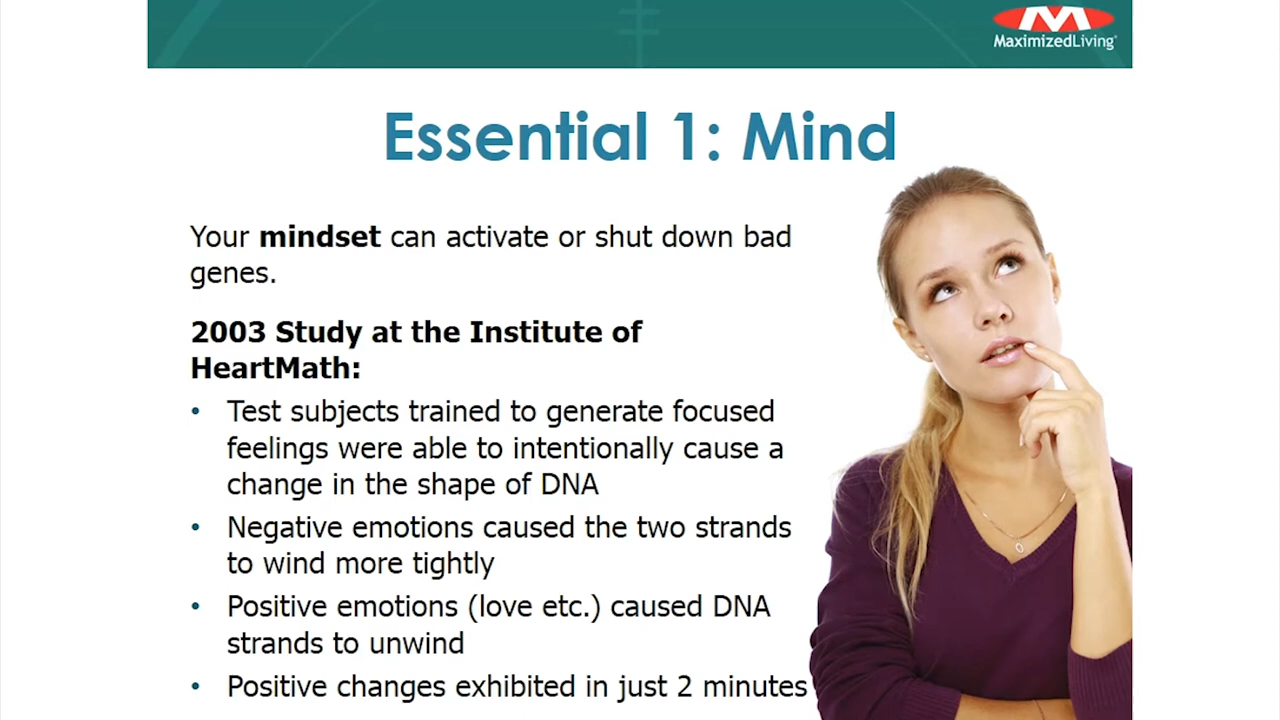 MaximizedLiving
Essential 1: Mind
Your mindset can activate or shut down bad
genes.
2003 Study at the Institute of
HeartMath:
• Test subjects trained to generate focused
feelings were able to intentionally cause a
change in the shape of DNA
• Negative emotions caused the two strands
to wind more tightly
• Positive emotions (love etc.) caused DNA
strands to unwind
• Positive changes exhibited in just 2 minutes